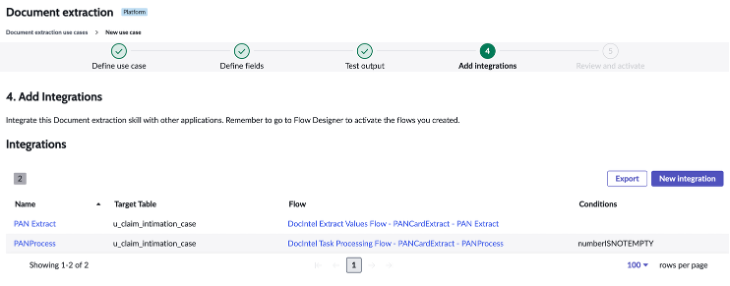 Document extraction Platform
Document extraction use cases > New use case
4 5
Define use case Define fields Test output Add integrations Review and activate
4. Add Integrations
Integrate this Document extraction skill with other applications. Remember to go to Flow Designer to activate the flows you created.
Integrations
2 Export New integration
Name Target Table Flow Conditions
PAN Extract u_claim_intimation_case DocIntel Extract Values Flow - PANCardExtract - PAN Extract
PANProcess u_claim_intimation_case DocIntel Task Processing Flow - PANCardExtract - PANProcess numberISNOTEMPTY
Showing 1-2 of 2 1 100 rows per page